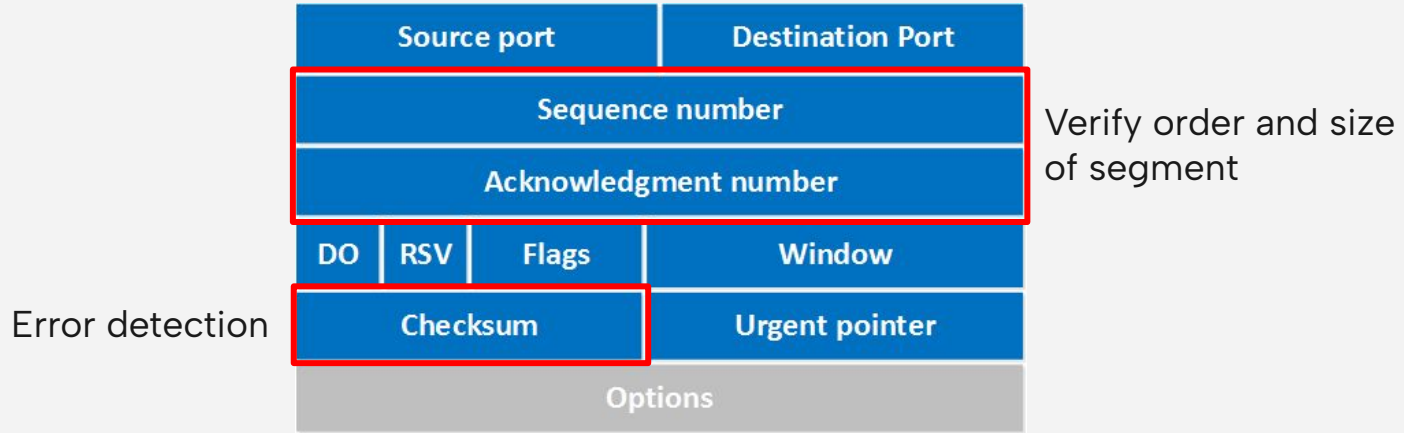 Source port
Destination Port
Sequence number
Verify order and size
of segment
Acknowledgment number
DO
RSV
Flags
Window
Error detection
Checksum
Urgent pointer
Options